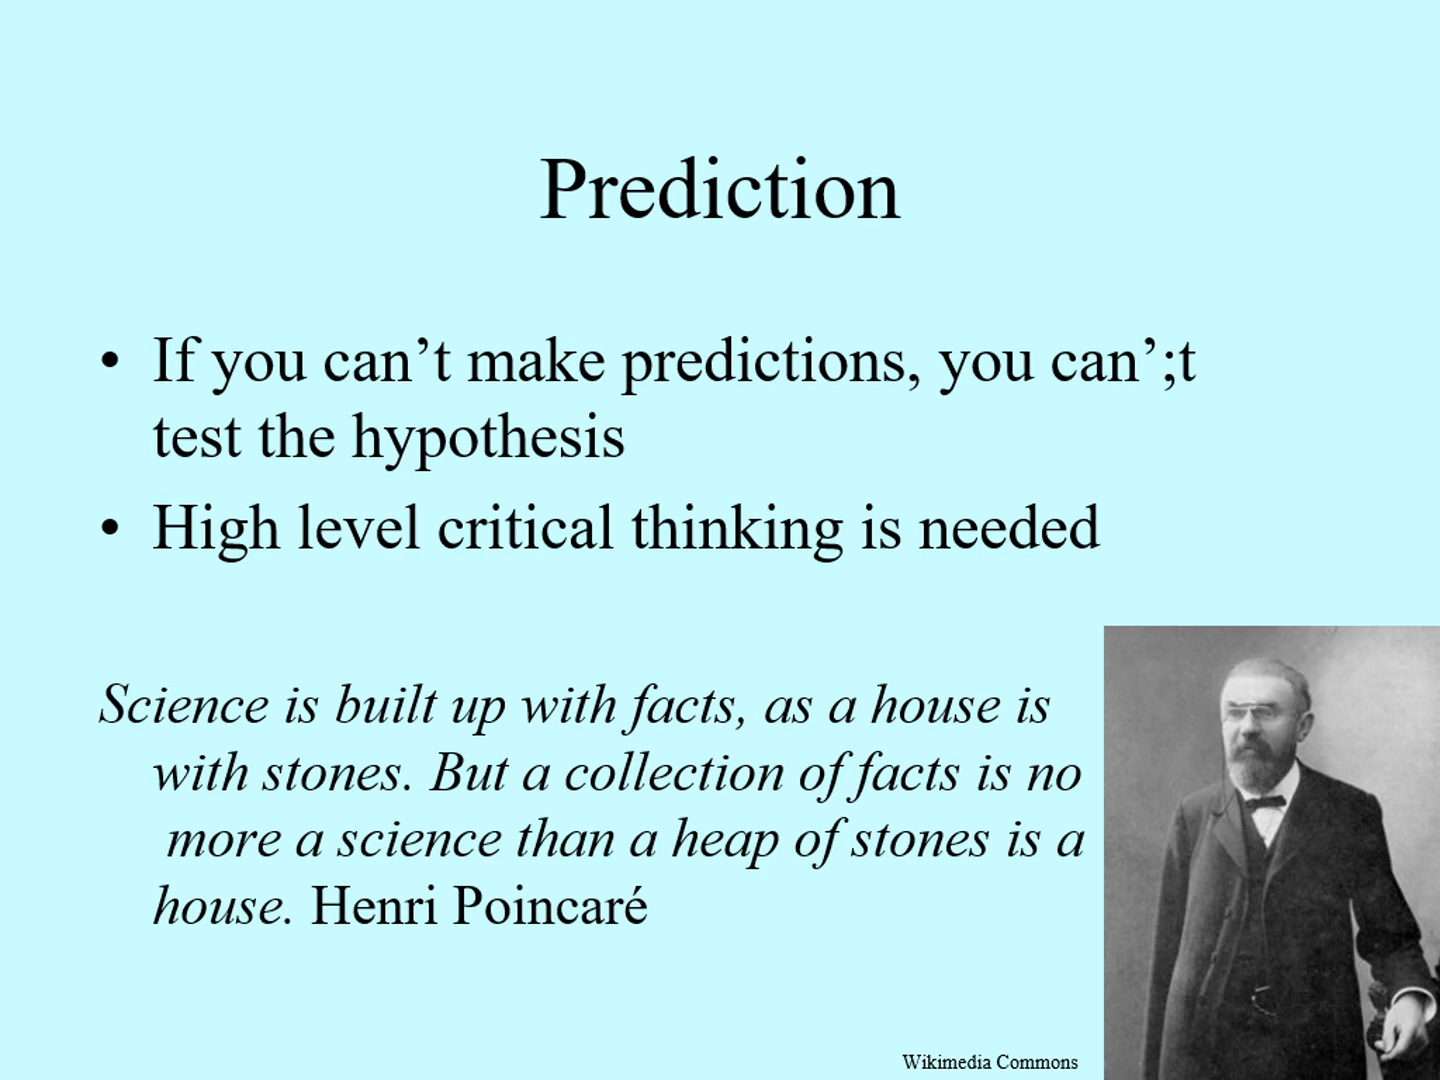 Prediction
• If you can’t make predictions, you can’;t
test the hypothesis
• High level critical thinking is needed
Science is built up with facts, as a house is
with stones. But a collection of facts is no
more a science than a heap of stones is a
house. Henri Poincaré
Wikimedia Commons